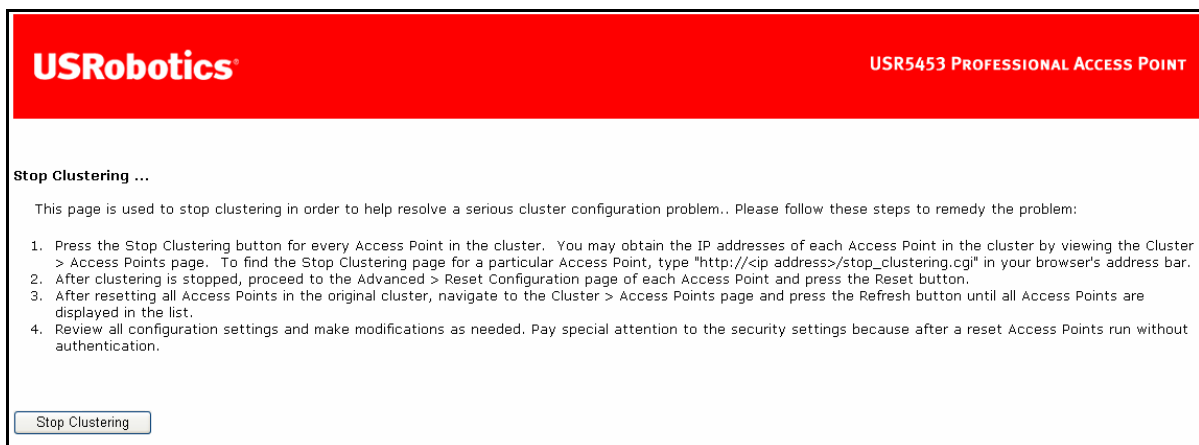 USRobotics®
USR5453 PROFESSIONAL ACCESS POINT
Stop Clustering ...
This page is used to stop clustering in order to help resolve a serious cluster configuration problem.. Please follow these steps to remedy the problem:
1. Press the Stop Clustering button for every Access Point in the cluster. You may obtain the IP addresses of each Access Point in the cluster by viewing the Cluster
> Access Points page. To find the Stop Clustering page for a particular Access Point, type "http://<ip address>/stop_clustering.cgi" in your browser's address bar.
2. After clustering is stopped, proceed to the Advanced > Reset Configuration page of each Access Point and press the Reset button.
3. After resetting all Access Points in the original cluster, navigate to the Cluster > Access Points page and press the Refresh button until all Access Points are
displayed in the list.
4. Review all configuration settings and make modifications as needed. Pay special attention to the security settings because after a reset Access Points run without
authentication.
Stop Clustering